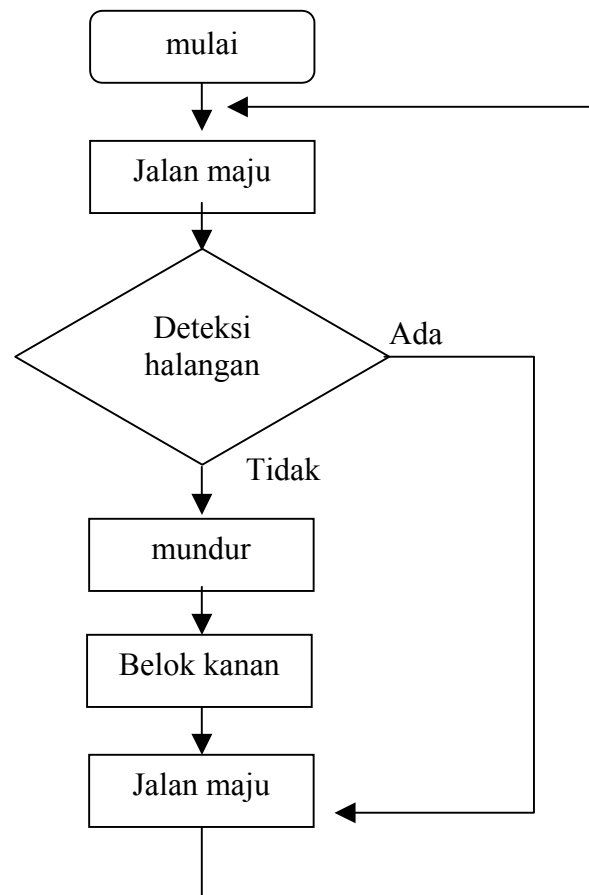 mulai
Jalan maju
Deteksi
halangan
Ada
Tidak
mundur
Belok kanan
Jalan maju